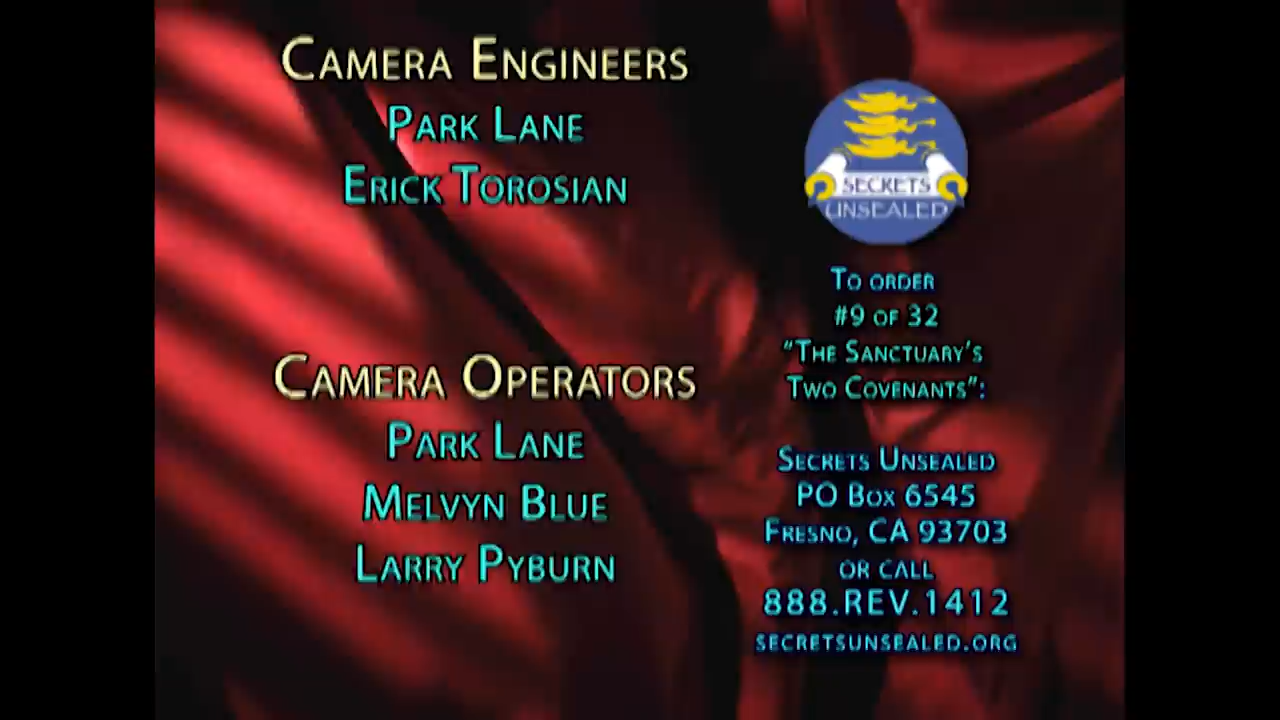 CAMERA ENGINEERS
PARK LANE
ERICK TOROSIAN
CAMERA OPERATORS
PARK LANE
MELVYN BLUE
LARRY PYBURN
SECRETS
UNSEALED
TO ORDER
#9 OF 32
“THE SANCTUARY’S
TWO COVENANTS”:
SECRETS UNSEALED
PO BOX 6545
FRESNO, CA 93703
OR CALL
888.REV.1412
SECRETSUNSEALED.ORG